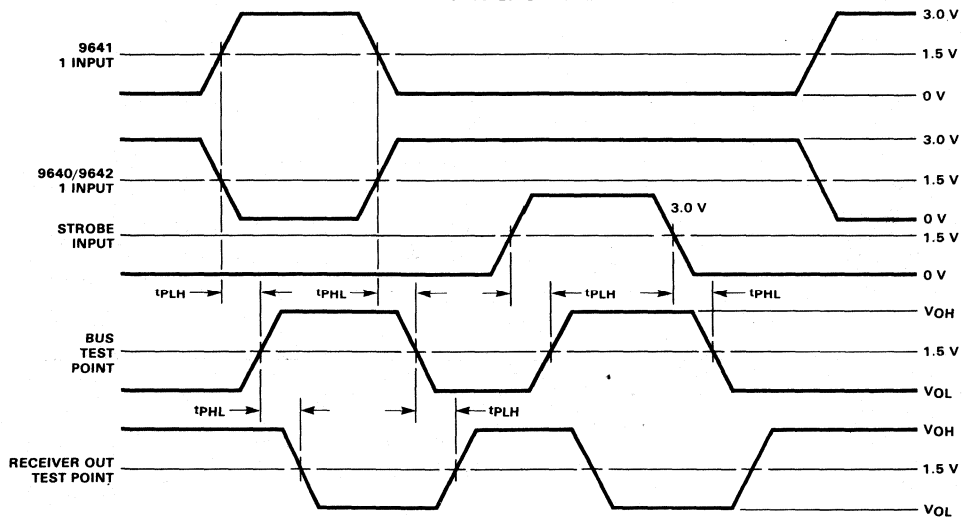 3.0 V
9641
1 INPUT
1.5 V
0 V
3.0 V
9640/9642
1 INPUT
1.5 V
0 V
3.0 V
STROBE
INPUT
1.5 V
0 V
tPLH
tPHL
tPLH
tPHL
VOH
BUS
TEST
POINT
1.5 V
VOL
tPHL
tPLH
VOH
RECEIVER OUT
TEST POINT
1.5 V
VOL